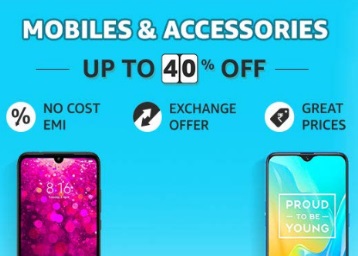 MOBILES & ACCESSORIES
UP TO 40% OFF
% NO COST EMI
EXCHANGE OFFER
₹ GREAT PRICES
8:16
PROUD
TO BE
YOUNG